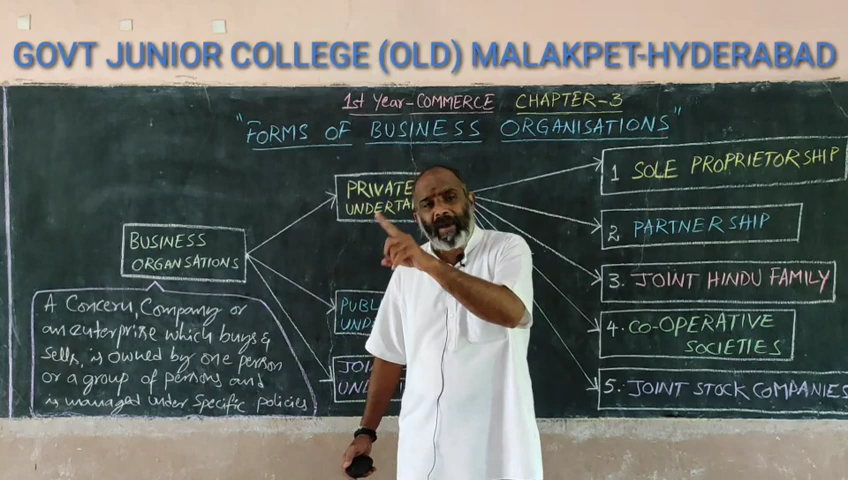 GOVT JUNIOR COLLEGE (OLD) MALAKPET-HYDERABAD
1st Year-COMMERCE CHAPTER-3
"FORMS OF BUSINESS ORGANISATIONS"
BUSINESS
ORGANSATIONS
A Concern, Company or
an enterprise which buys &
sells, is owned by one person
or a group of persons and
is managed under specific policies
PRIVATE
1 SOLE PROPRIETORSHIP
2 PARTNERSHIP
3. JOINT HINDU FAMILY
4. CO-OPERATIVE
SOCIETIES
5. JOINT STOCK COMPANIES